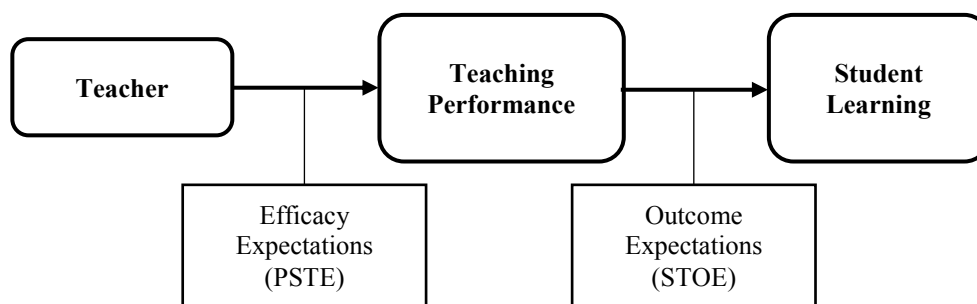 Teacher
Teaching
Performance
Student
Learning
Efficacy
Expectations
(PSTE)
Outcome
Expectations
(STOE)